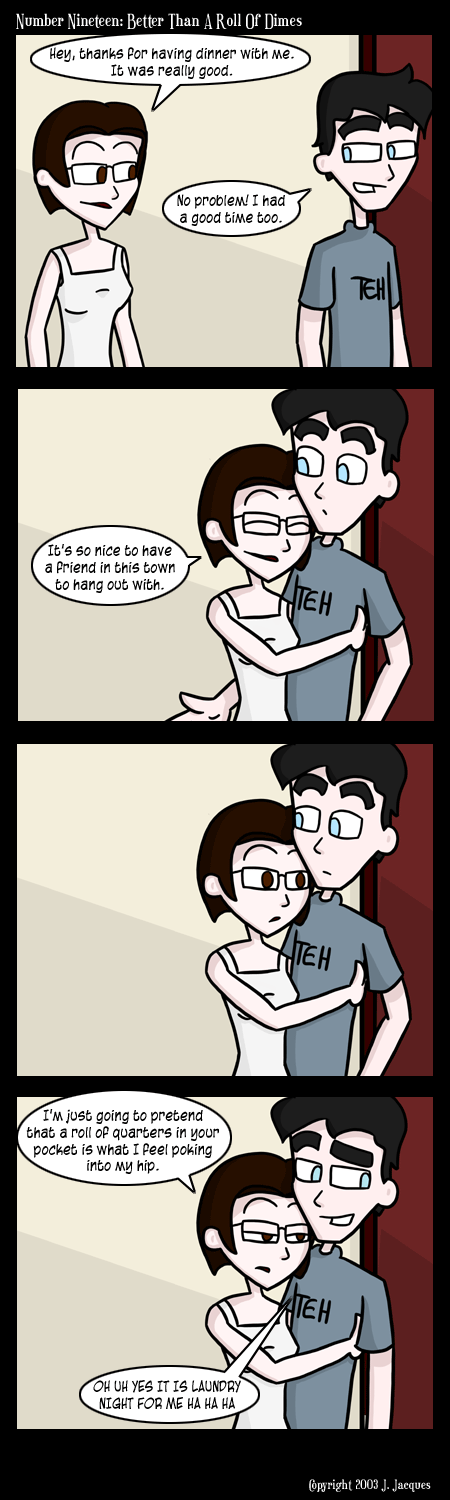 Number Nineteen: Better Than A Roll Of Dimes
Hey, thanks for having dinner with me.
It was really good.
No problem! I had
a good time too.
TEH
It's so nice to have
a friend in this town
to hang out with.
TEH
TEH
I'm just going to pretend
that a roll of quarters in your
pocket is what I feel poking
into my hip.
TEH
OH UH YES IT IS LAUNDRY
NIGHT FOR ME HA HA HA
Copyright 2003 J. Jacques